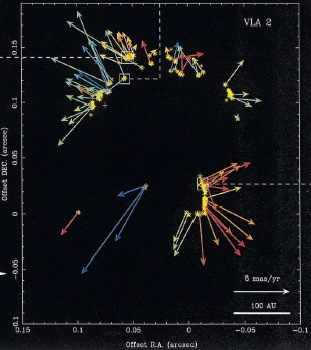 VLA 2
0.15
0.1
0.05
0
-0.05
-0.1
Offset DEC. (arcsec)
6 mas/yr
100 AU
0.15
0.1
0.05
0
-0.05
-0.1
Offset R.A. (arcsec)